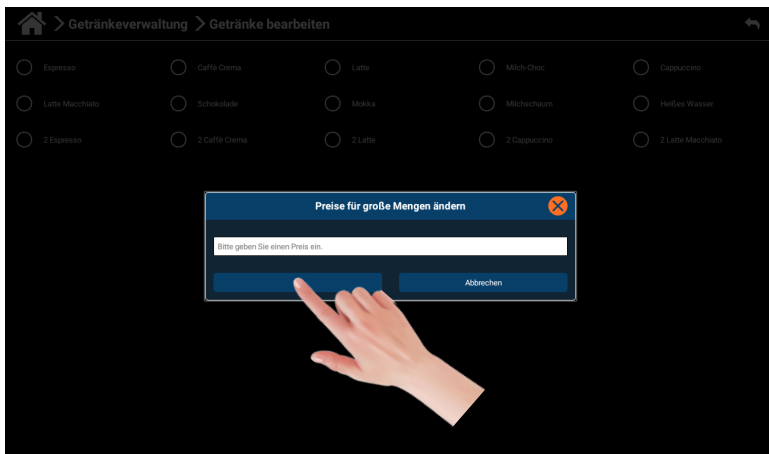 Getränkeverwaltung Getränke bearbeiten
Espresso Caffè Crema Latte Milch-Choc Cappuccino
Latte Macchiato Schokolade Mokka Milchschaum Heißes Wasser
2 Espresso 2 Caffè Crema 2 Latte 2 Cappuccino 2 Latte Macchiato
Preise für große Mengen ändern
Bitte geben Sie einen Preis ein.
Abbrechen